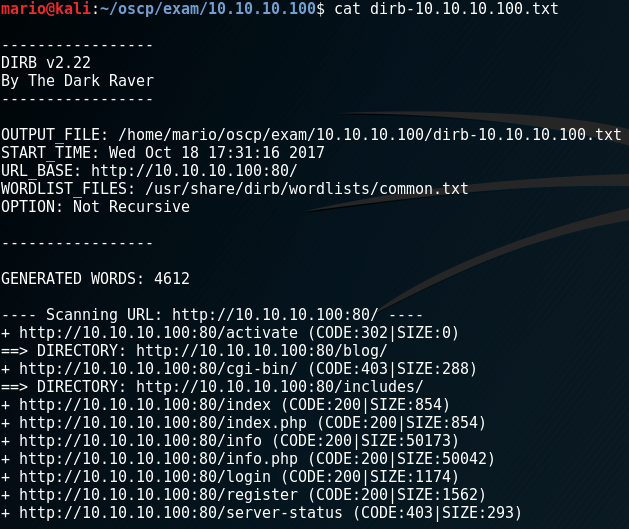 mario@kali:~/oscp/exam/10.10.10.100$ cat dirb-10.10.10.100.txt
-----------------
DIRB v2.22
By The Dark Raver
-----------------
OUTPUT_FILE: /home/mario/oscp/exam/10.10.10.100/dirb-10.10.10.100.txt
START_TIME: Wed Oct 18 17:31:16 2017
URL_BASE: http://10.10.10.100:80/
WORDLIST_FILES: /usr/share/dirb/wordlists/common.txt
OPTION: Not Recursive
-----------------
GENERATED WORDS: 4612
---- Scanning URL: http://10.10.10.100:80/ ----
+ http://10.10.10.100:80/activate (CODE:302|SIZE:0)
==> DIRECTORY: http://10.10.10.100:80/blog/
+ http://10.10.10.100:80/cgi-bin/ (CODE:403|SIZE:288)
==> DIRECTORY: http://10.10.10.100:80/includes/
+ http://10.10.10.100:80/index (CODE:200|SIZE:854)
+ http://10.10.10.100:80/index.php (CODE:200|SIZE:854)
+ http://10.10.10.100:80/info (CODE:200|SIZE:50173)
+ http://10.10.10.100:80/info.php (CODE:200|SIZE:50042)
+ http://10.10.10.100:80/login (CODE:200|SIZE:1174)
+ http://10.10.10.100:80/register (CODE:200|SIZE:1562)
+ http://10.10.10.100:80/server-status (CODE:403|SIZE:293)